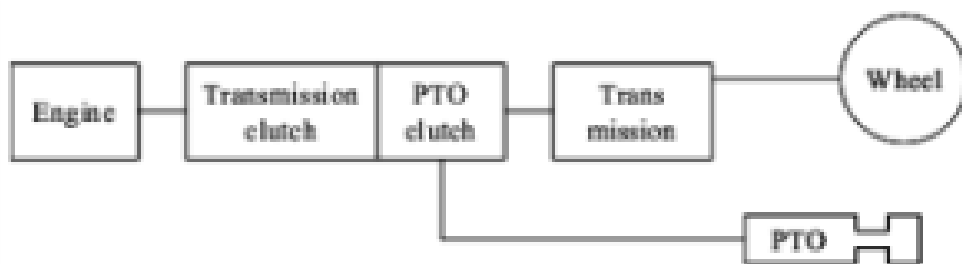 Engine
Transmission
clutch
PTO
clutch
Trans
mission
Wheel
PTO